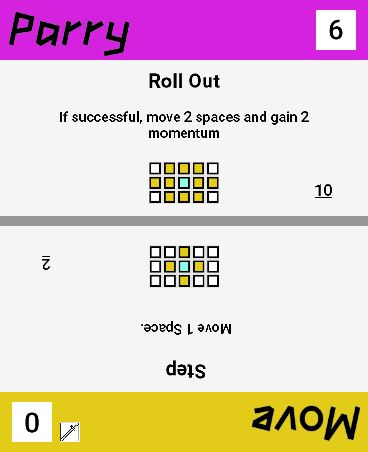 Parry
6
Roll Out
If successful, move 2 spaces and gain 2
momentum
10
2
Move 1 Space.
Step
0
Move